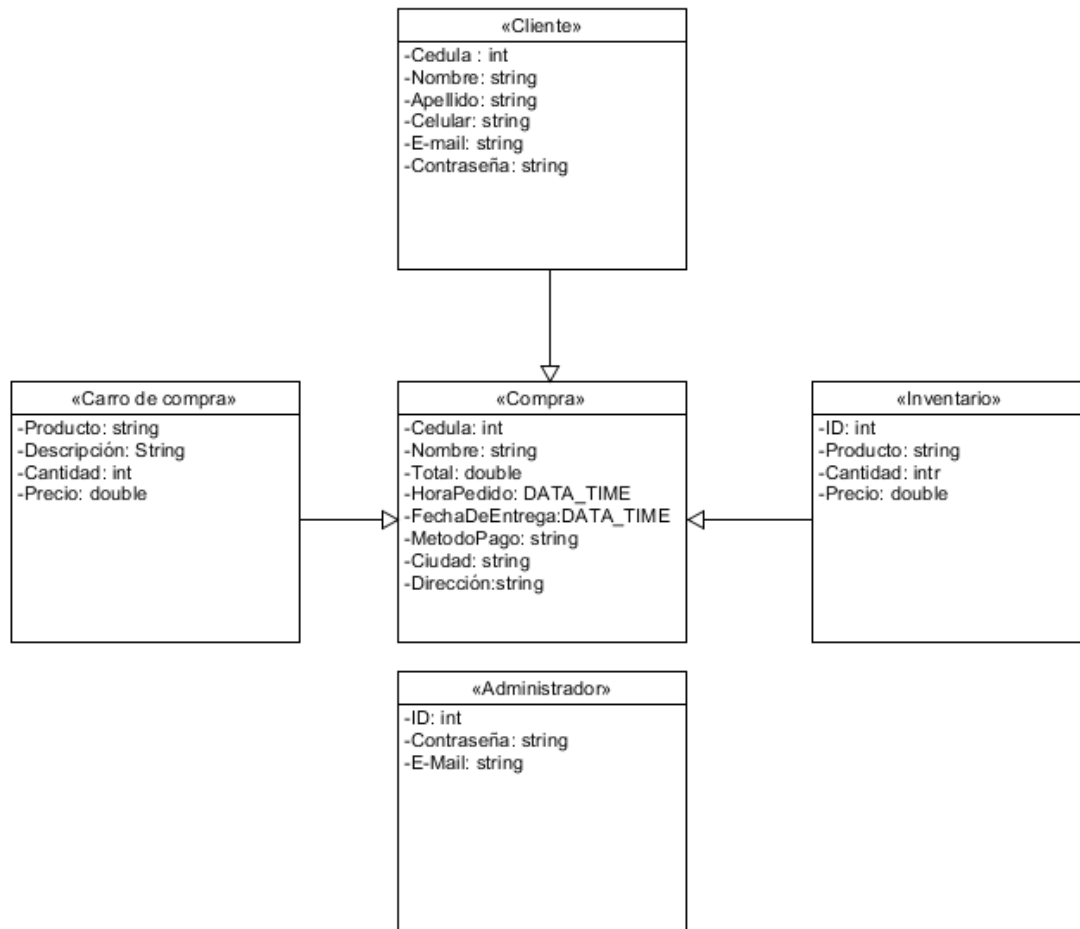 «Cliente»
-Cedula : int
-Nombre: string
-Apellido: string
-Celular: string
-E-mail: string
-Contraseña: string
«Carro de compra»
-Producto: string
-Descripción: String
-Cantidad: int
-Precio: double
«Compra»
-Cedula: int
-Nombre: string
-Total: double
-HoraPedido: DATA_TIME
-FechaDeEntrega:DATA_TIME
-MetodoPago: string
-Ciudad: string
-Dirección:string
«Inventario»
-ID: int
-Producto: string
-Cantidad: intr
-Precio: double
«Administrador»
-ID: int
-Contraseña: string
-E-Mail: string